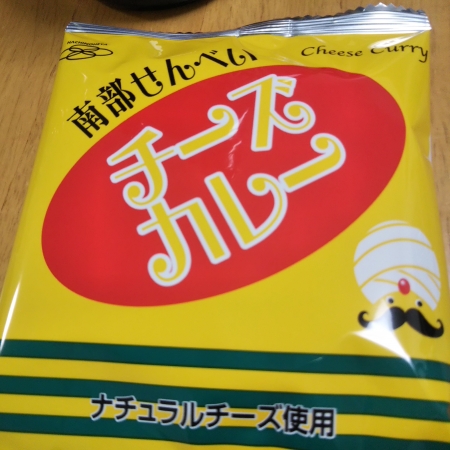 Cheese Curry
南部せんべい
チーズ
カレー
ナチュラルチーズ使用